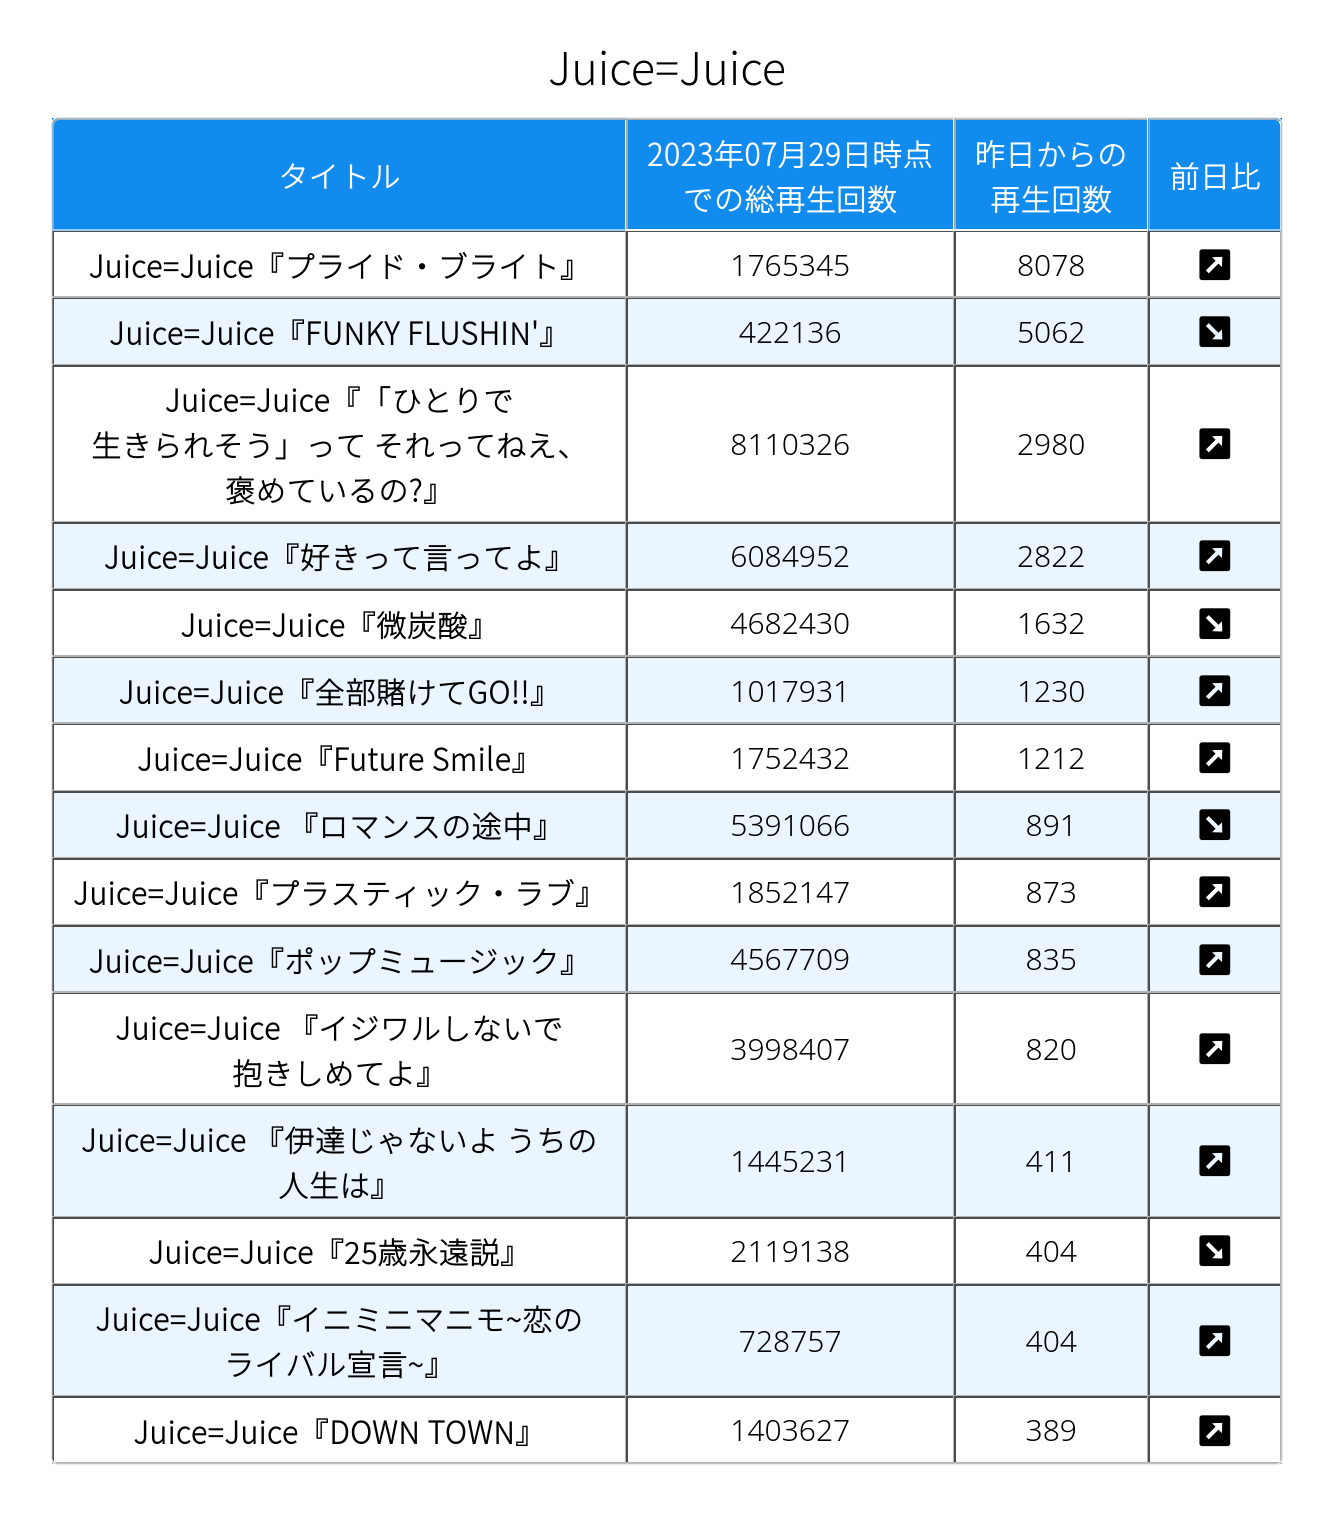 Juice=Juice
タイトル
2023年07月29日時点
での総再生回数
昨日からの
再生回数
前日比
Juice=Juice『プライド・ブライト』
1765345
8078
Juice=Juice『FUNKY FLUSHIN'』
422136
5062
Juice=Juice『「ひとりで
生きられそう」って それってねえ、
褒めているの?』
8110326
2980
Juice=Juice『好きって言ってよ』
6084952
2822
Juice=Juice『微炭酸』
4682430
1632
Juice=Juice『全部賭けてGO!!』
1017931
1230
Juice=Juice『Future Smile』
1752432
1212
Juice=Juice 『ロマンスの途中』
5391066
891
Juice=Juice『プラスティック・ラブ』
1852147
873
Juice=Juice『ポップミュージック』
4567709
835
Juice=Juice 『イジワルしないで
抱きしめてよ』
3998407
820
Juice=Juice 『伊達じゃないよ うちの
人生は』
1445231
411
Juice=Juice『25歳永遠説』
2119138
404
Juice=Juice『イニミニマニモ~恋の
ライバル宣言~』
728757
404
Juice=Juice『DOWN TOWN』
1403627
389